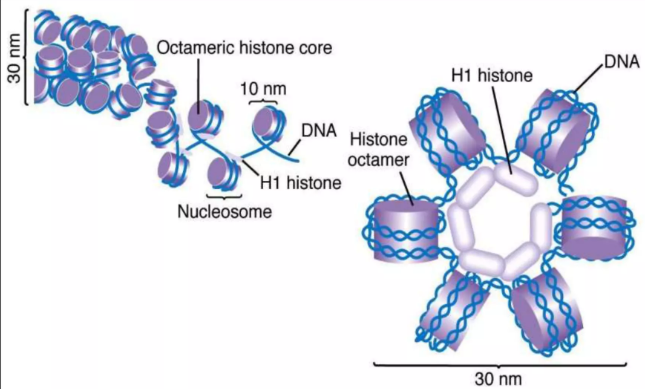 30 nm
Octameric histone core
10 nm
DNA
H1 histone
Nucleosome
DNA
H1 histone
Histone
octamer
30 nm